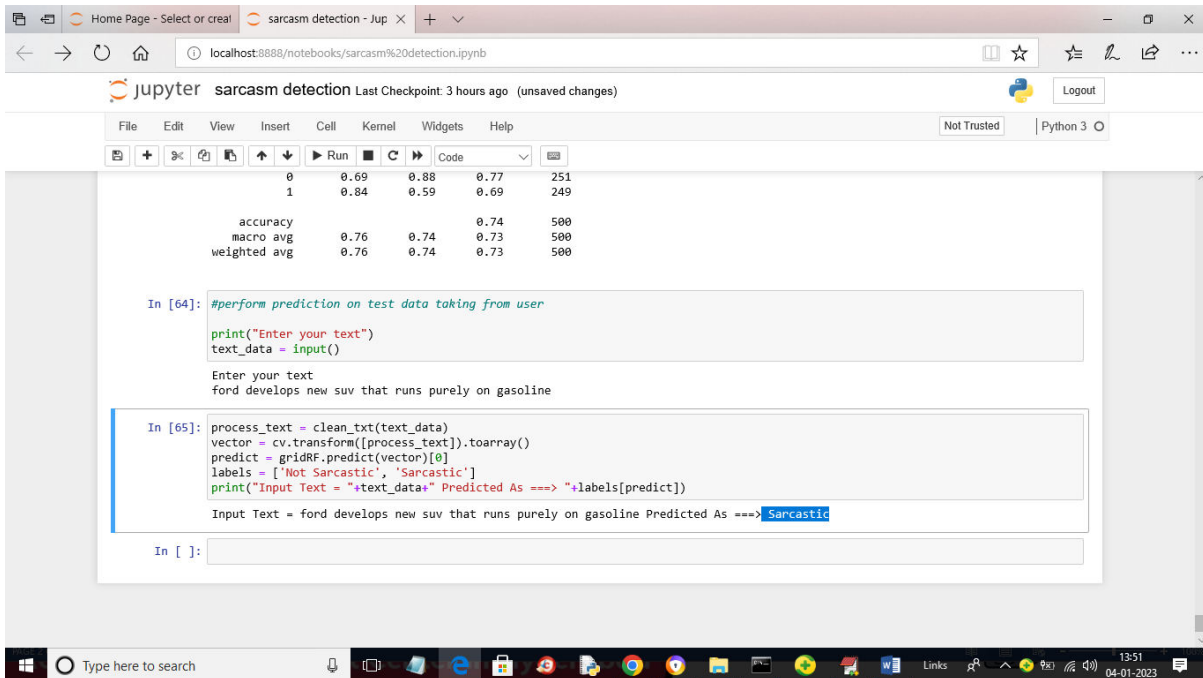 Home Page - Select or creat
sarcasm detection - Jup
localhost:8888/notebooks/sarcasm%20detection.ipynb
jupyter sarcasm detection Last Checkpoint: 3 hours ago (unsaved changes)
Logout
File Edit View Insert Cell Kernel Widgets Help
Not Trusted
Python 3
Run
Code
0 0.69 0.88 0.77 251
1 0.84 0.59 0.69 249
accuracy 0.74 500
macro avg 0.76 0.74 0.73 500
weighted avg 0.76 0.74 0.73 500
In [64]: #perform prediction on test data taking from user
print("Enter your text")
text_data = input()
Enter your text
ford develops new suv that runs purely on gasoline
In [65]: process_text = clean_txt(text_data)
vector = cv.transform([process_text]).toarray()
predict = gridRF.predict(vector)[0]
labels = ['Not Sarcastic', 'Sarcastic']
print("Input Text = "+text_data+" Predicted As ===> "+labels[predict])
Input Text = ford develops new suv that runs purely on gasoline Predicted As ===> Sarcastic
In [ ]:
Type here to search
Links
13:51
04-01-2023